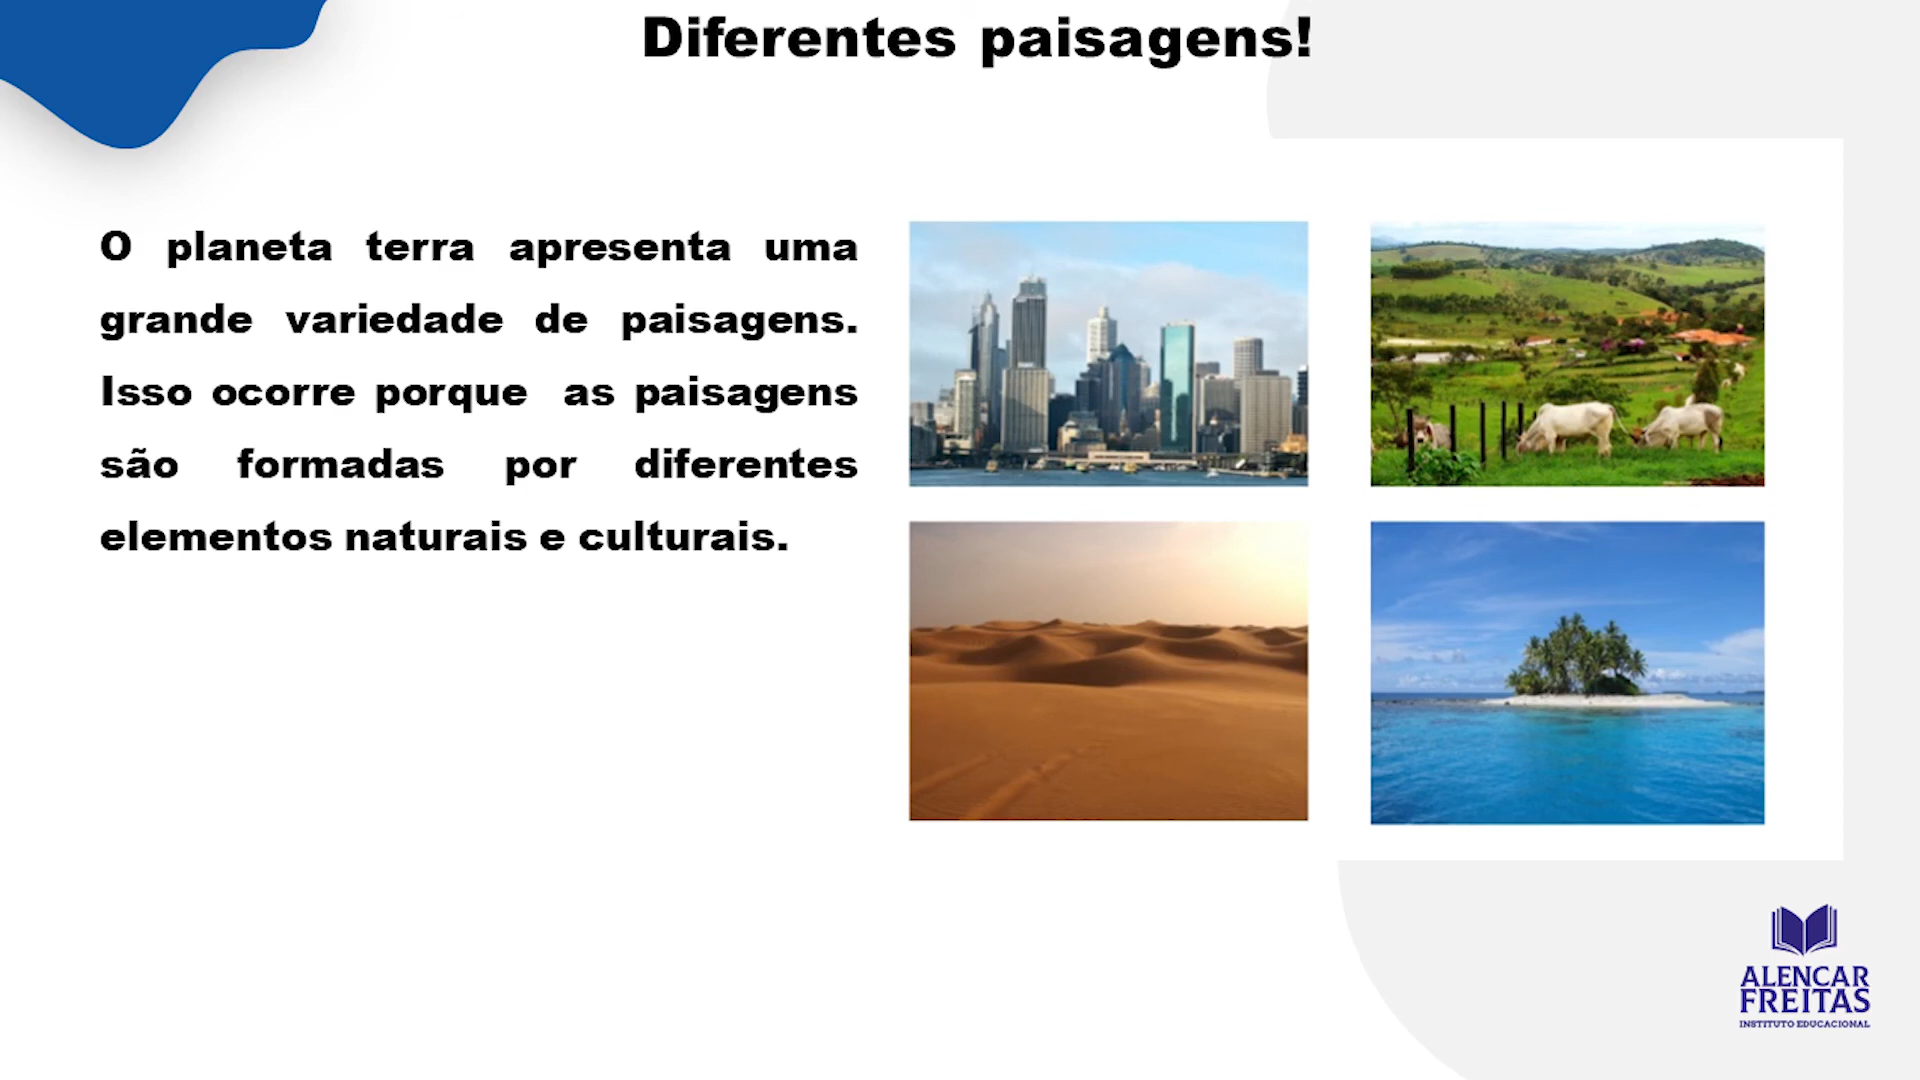 Diferentes paisagens!
O planeta terra apresenta uma
grande variedade de paisagens.
Isso ocorre porque as paisagens
são formadas por diferentes
elementos naturais e culturais.
ALENCAR
FREITAS
INSTITUTO EDUCACIONAL